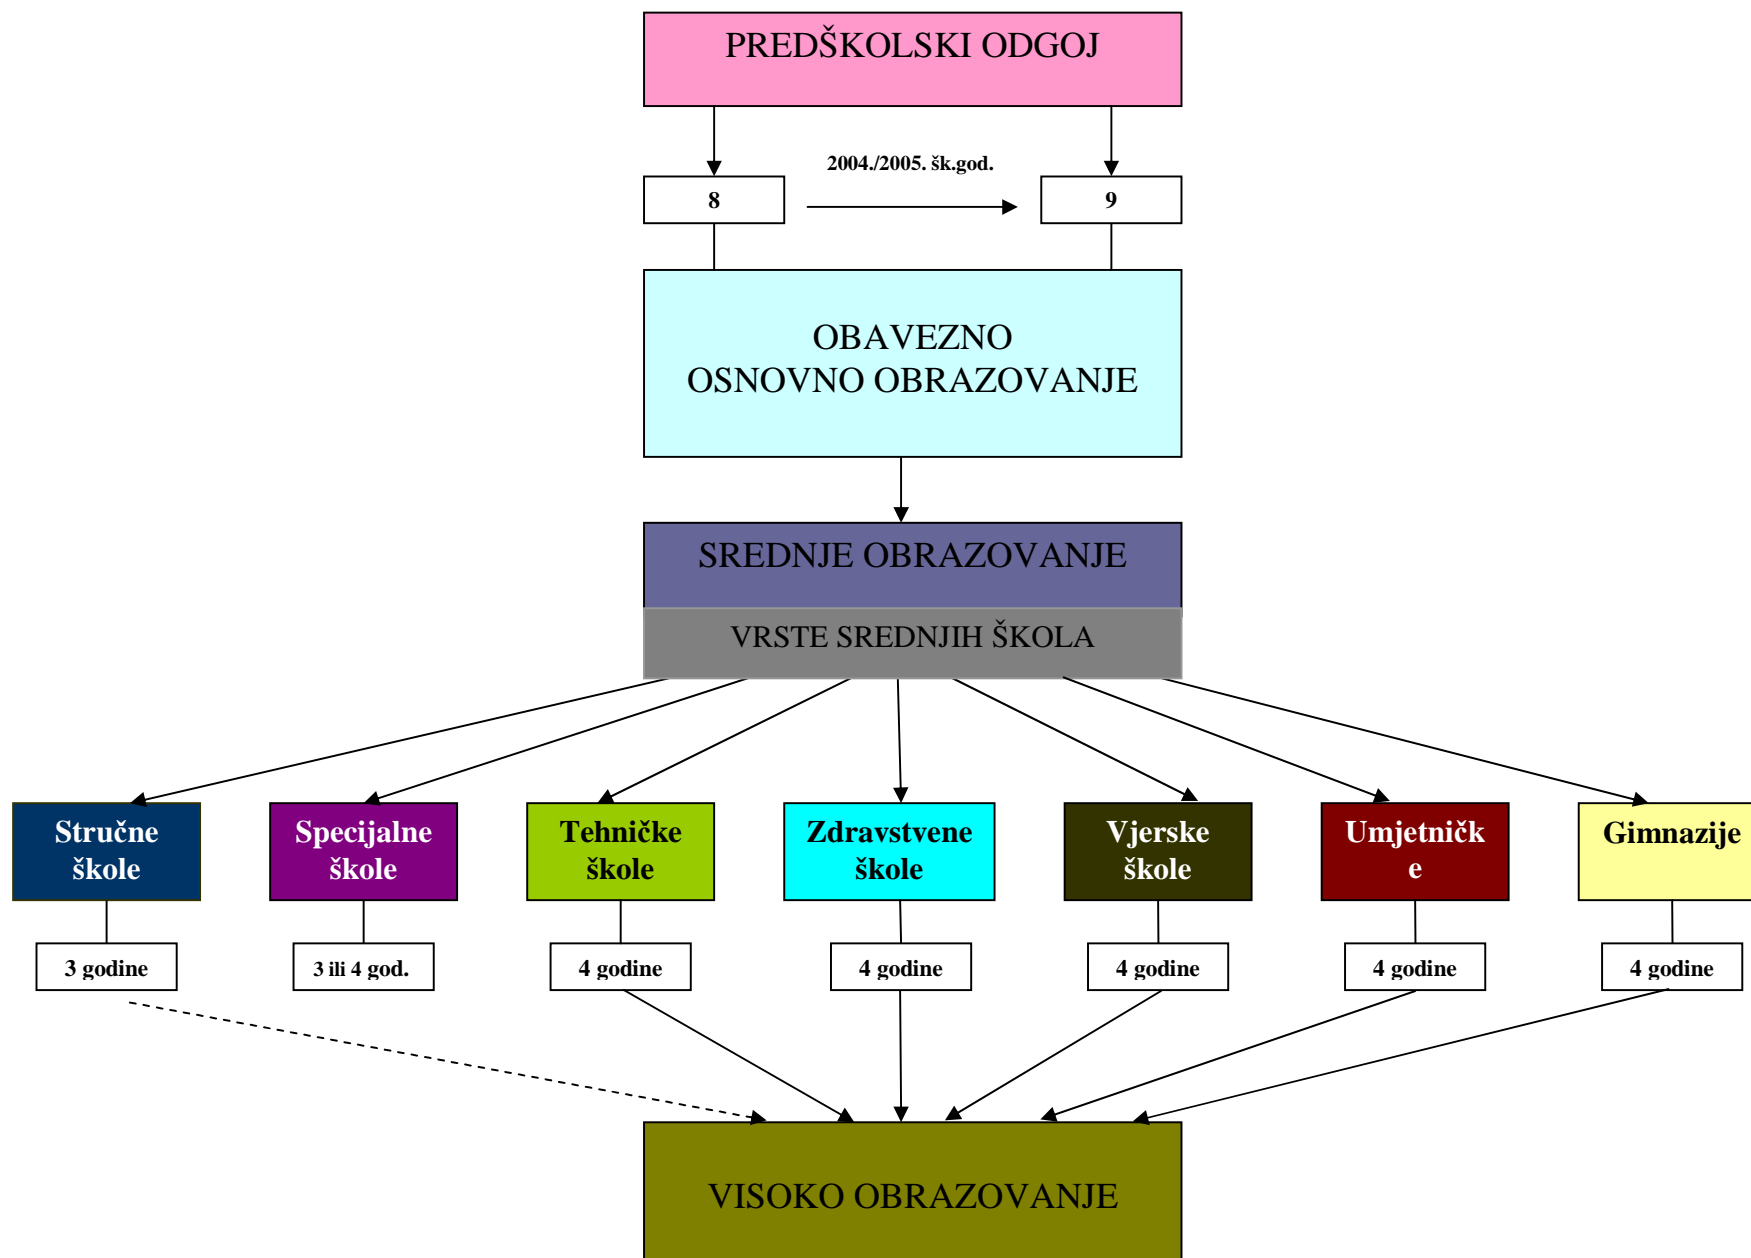 PREDŠKOLSKI ODGOJ
2004./2005. šk.god.
8
9
OBAVEZNO
OSNOVNO OBRAZOVANJE
SREDNJE OBRAZOVANJE
VRSTE SREDNJIH ŠKOLA
Stručne
škole
Specijalne
škole
Tehničke
škole
Zdravstvene
škole
Vjerske
škole
Umjetničk
e
Gimnazije
3 godine
3 ili 4 god.
4 godine
4 godine
4 godine
4 godine
4 godine
VISOKO OBRAZOVANJE